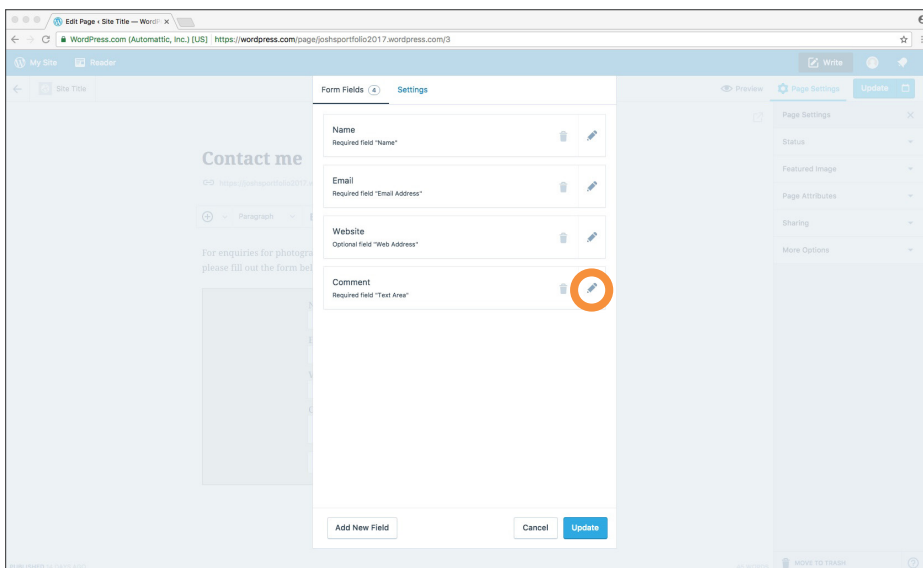 Edit Page ‹ Site Title — WordP
WordPress.com (Automattic, Inc.) [US] https://wordpress.com/page/joshsportfolio2017.wordpress.com/3
My Site Reader Write
Site Title Preview Page Settings Update
Form Fields 4 Settings
Page Settings
Name
Required field "Name"
Status
Contact me
Featured Image
https://joshsportfolio2017.
Email
Required field "Email Address"
Page Attributes
Paragraph
Website
Optional field "Web Address"
Sharing
For enquiries for photogra
More Options
please fill out the form bel
Comment
Required field "Text Area"
Add New Field Cancel Update
MOVE TO TRASH